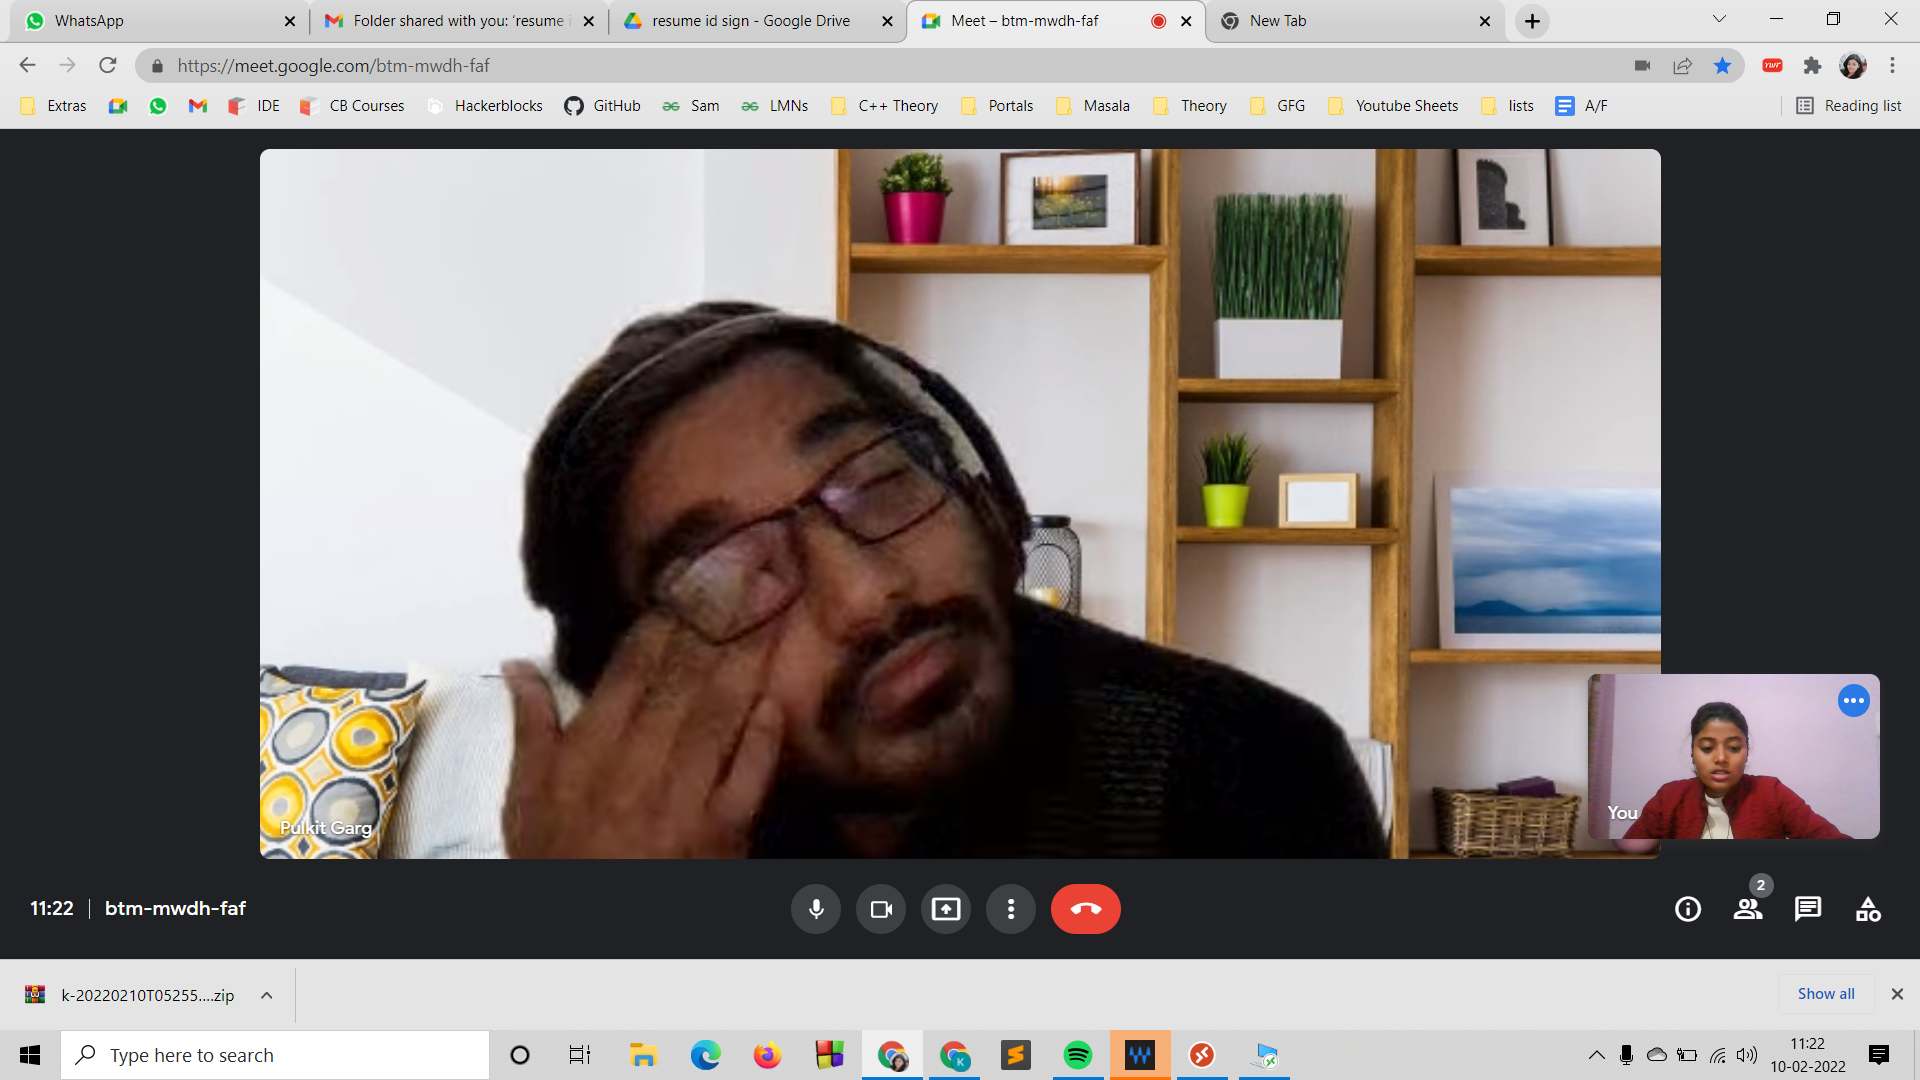 WhatsApp
Folder shared with you: ‘resume i
resume id sign - Google Drive
Meet – btm-mwdh-faf
New Tab
https://meet.google.com/btm-mwdh-faf
YWR
Extras
IDE
CB Courses
Hackerblocks
GitHub
Sam
LMNs
C++ Theory
Portals
Masala
Theory
GFG
Youtube Sheets
lists
A/F
Reading list
Pulkit Garg
You
11:22 | btm-mwdh-faf
2
k-20220210T05255....zip
Show all
Type here to search
K
11:22
10-02-2022